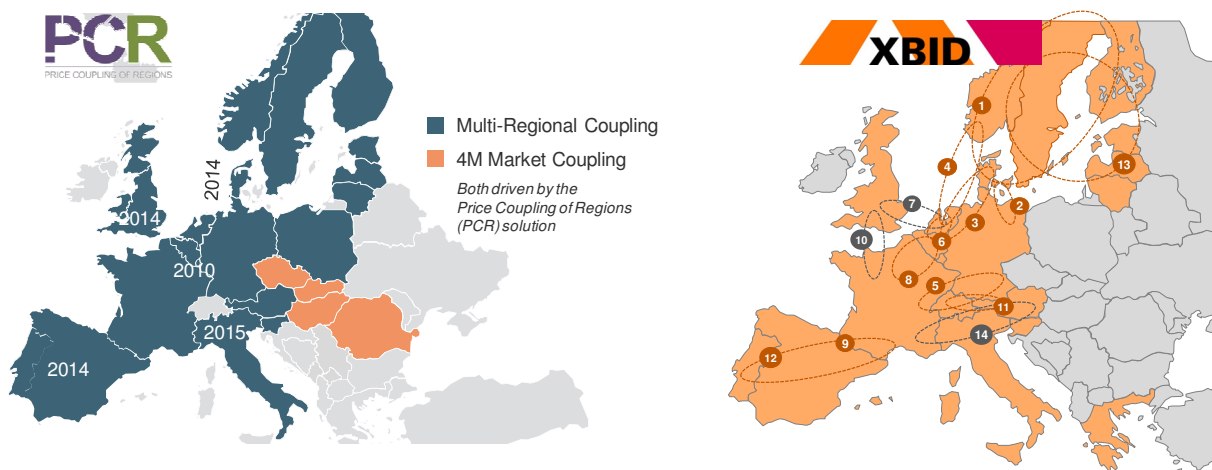 PCR
PRICE COUPLING OF REGIONS
Multi-Regional Coupling
4M Market Coupling
Both driven by the
Price Coupling of Regions
(PCR) solution
2014
2014
2010
2015
2014
XBID
1
4
13
7
2
3
10
6
8
5
11
14
9
12